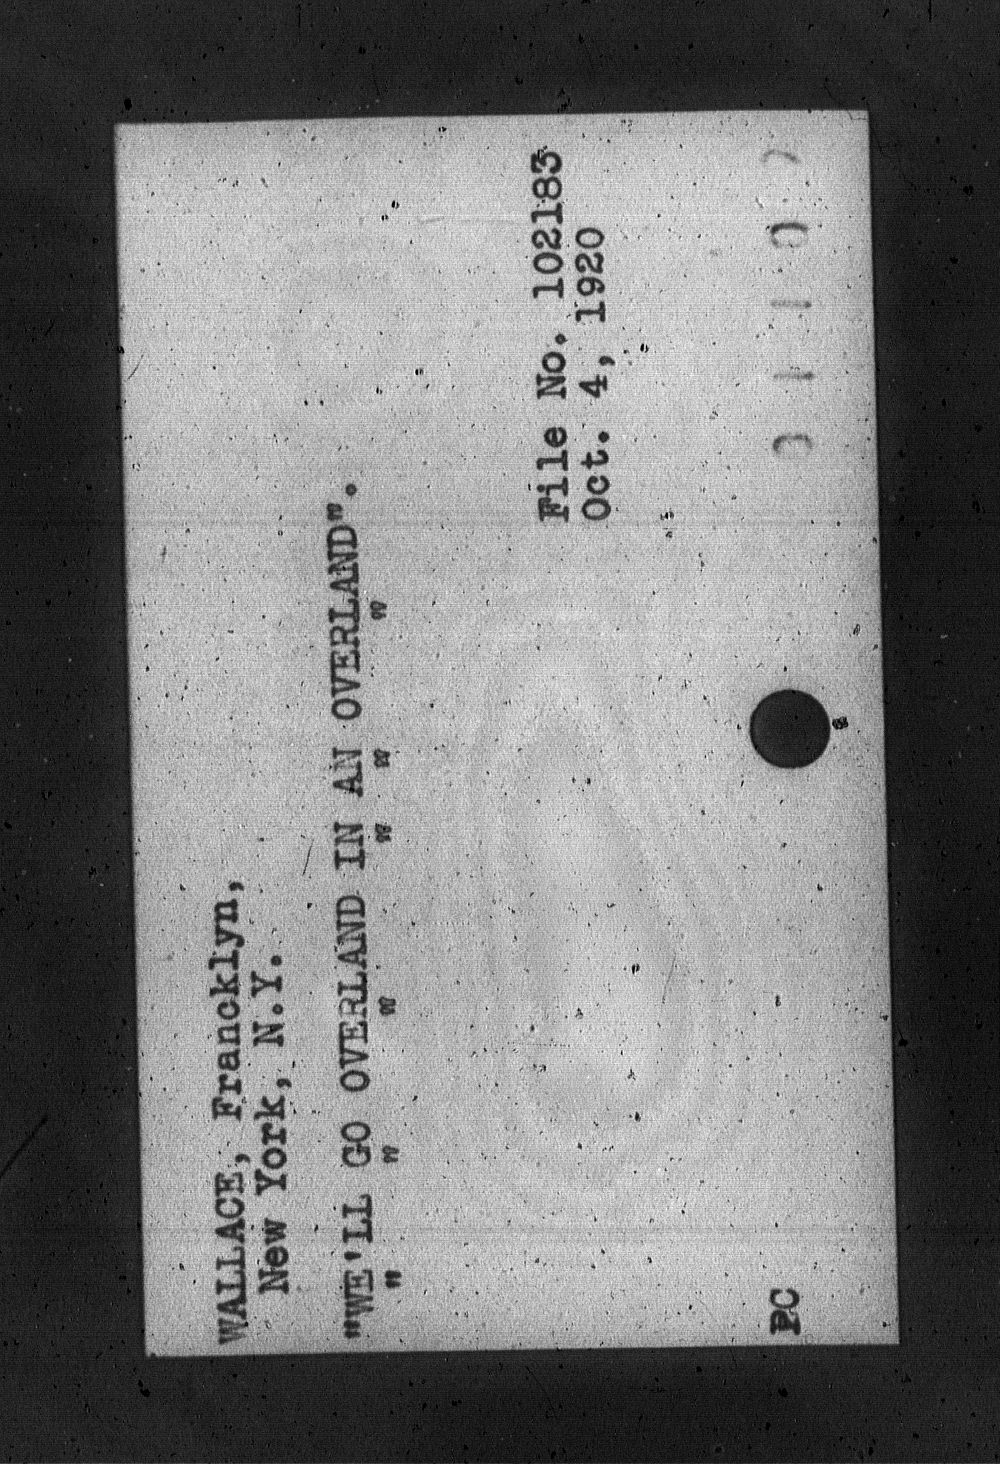 WALLACE, Francklyn,
New York, N.Y.
"WE'LL GO OVERLAND IN AN OVERLAND".
" " " " " "
File No. 102183
Oct. 4, 1920
PC